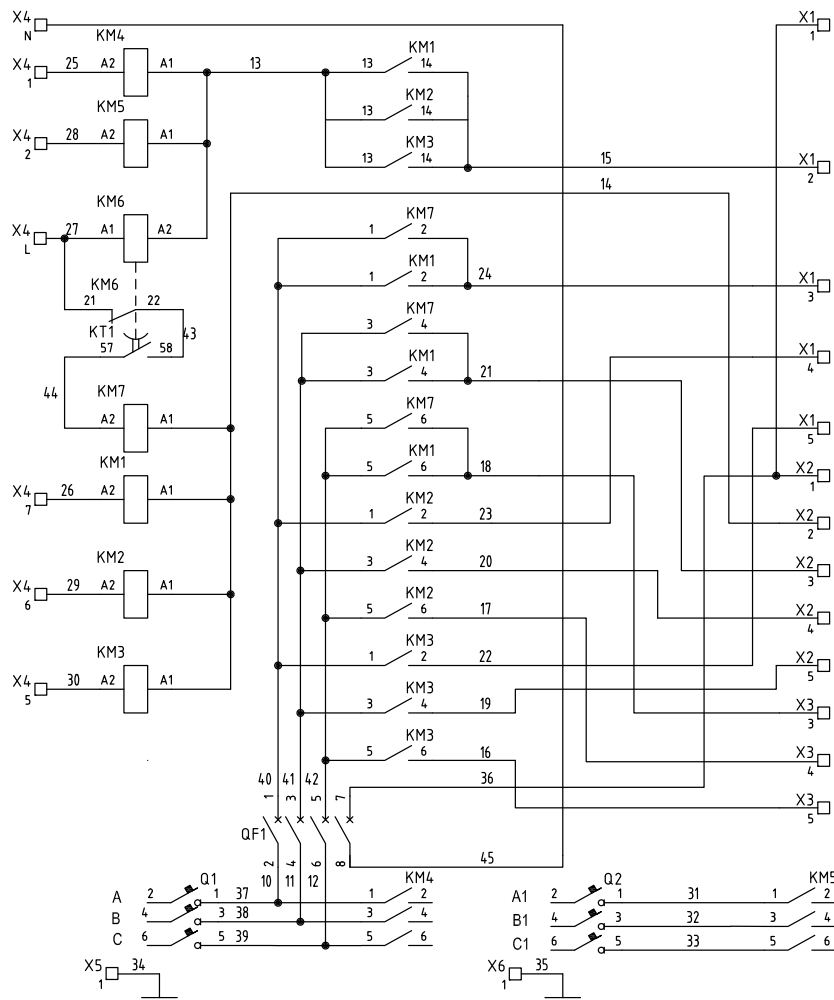 X4 N X1 1
KM4 KM1
X4 1 25 A2 A1 13 13 14
KM5 KM2
13 14
X4 2 28 A2 A1 KM3
13 14 15 X1 2
14
KM6 KM7
X4 L 27 A1 A2 1 2
KM6 KM1 24
21 22 1 2 X1 3
KT1 43 KM7
57 58 3 4 X1 4
44 KM1
3 4 21
KM7 KM7
A2 A1 5 6 X1 5
KM1 KM1
5 6 18 X2 1
X4 7 26 A2 A1 KM2
1 2 23 X2 2
KM2 KM2
3 4 20 X2 3
X4 6 29 A2 A1 KM2
5 6 17 X2 4
KM3 KM3
1 2 22 X2 5
X4 5 30 A2 A1 KM3
3 4 19 X3 3
KM3
5 6 16 X3 4
40 41 42 36
1 3 5 7 X3 5
QF1
2 4 6 8 45
10 11 12
Q1 KM4 Q2 KM5
A 2 1 37 1 2 A1 2 1 31 1 2
B 4 3 38 3 4 B1 4 3 32 3 4
C 6 5 39 5 6 C1 6 5 33 5 6
X5 1 34 X6 1 35